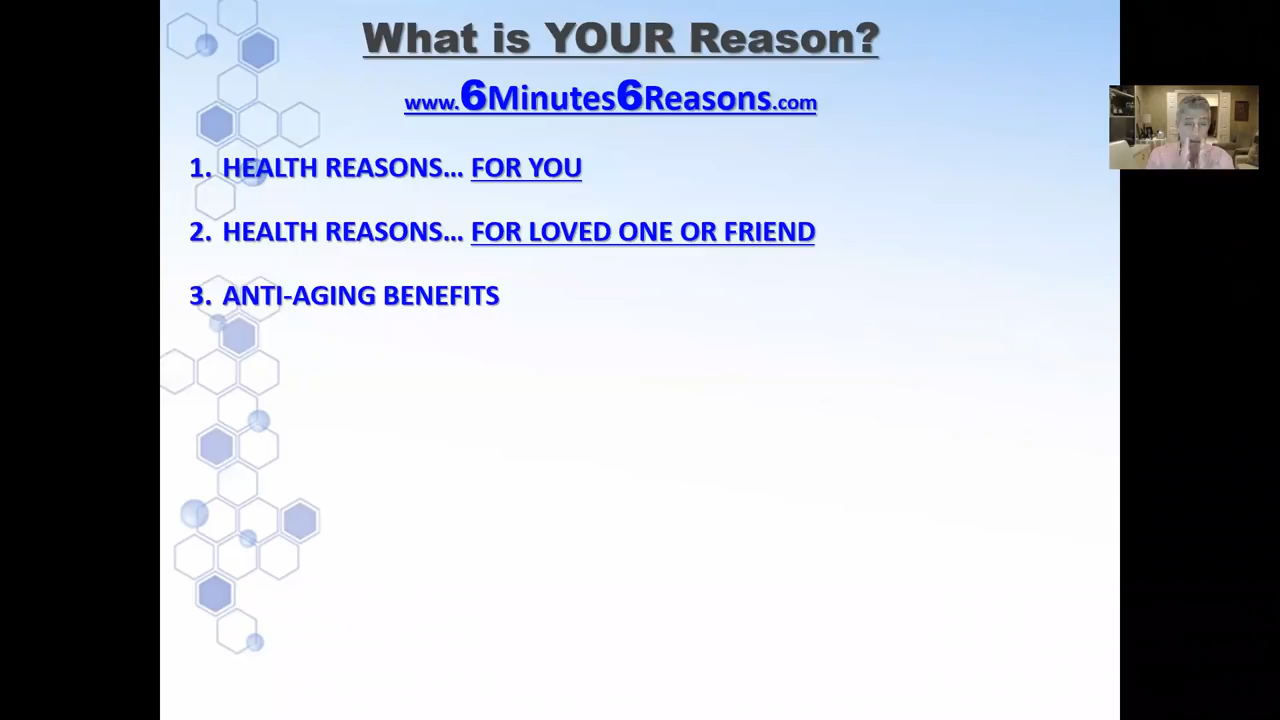 What is YOUR Reason?
www.6Minutes6Reasons.com
1. HEALTH REASONS... FOR YOU
2. HEALTH REASONS... FOR LOVED ONE OR FRIEND
3. ANTI-AGING BENEFITS